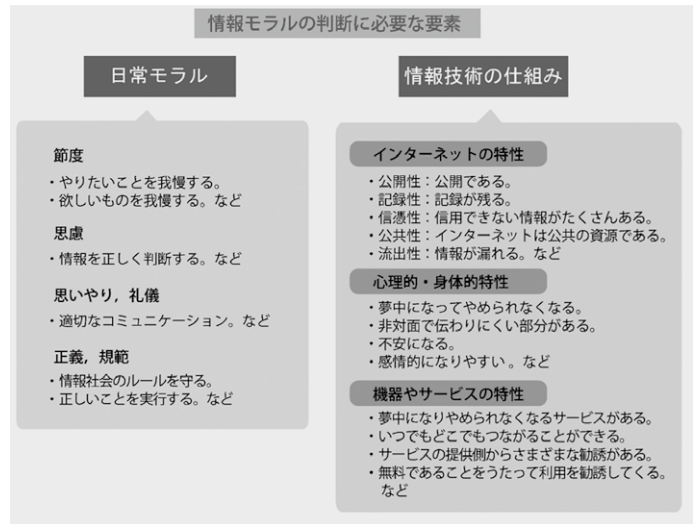 情報モラルの判断に必要な要素
日常モラル
節度
・やりたいことを我慢する。
・欲しいものを我慢する。など
思慮
・情報を正しく判断する。など
思いやり，礼儀
・適切なコミュニケーション。など
正義，規範
・情報社会のルールを守る。
・正しいことを実行する。など
情報技術の仕組み
インターネットの特性
・公開性：公開である。
・記録性：記録が残る。
・信憑性：信用できない情報がたくさんある。
・公共性：インターネットは公共の資源である。
・流出性：情報が漏れる。など
心理的・身体的特性
・夢中になってやめられなくなる。
・非対面で伝わりにくい部分がある。
・不安になる。
・感情的になりやすい。など
機器やサービスの特性
・夢中になりやめられなくなるサービスがある。
・いつでもどこでもつながることができる。
・サービスの提供側からさまざまな勧誘がある。
・無料であることをうたって利用を勧誘してくる。
など